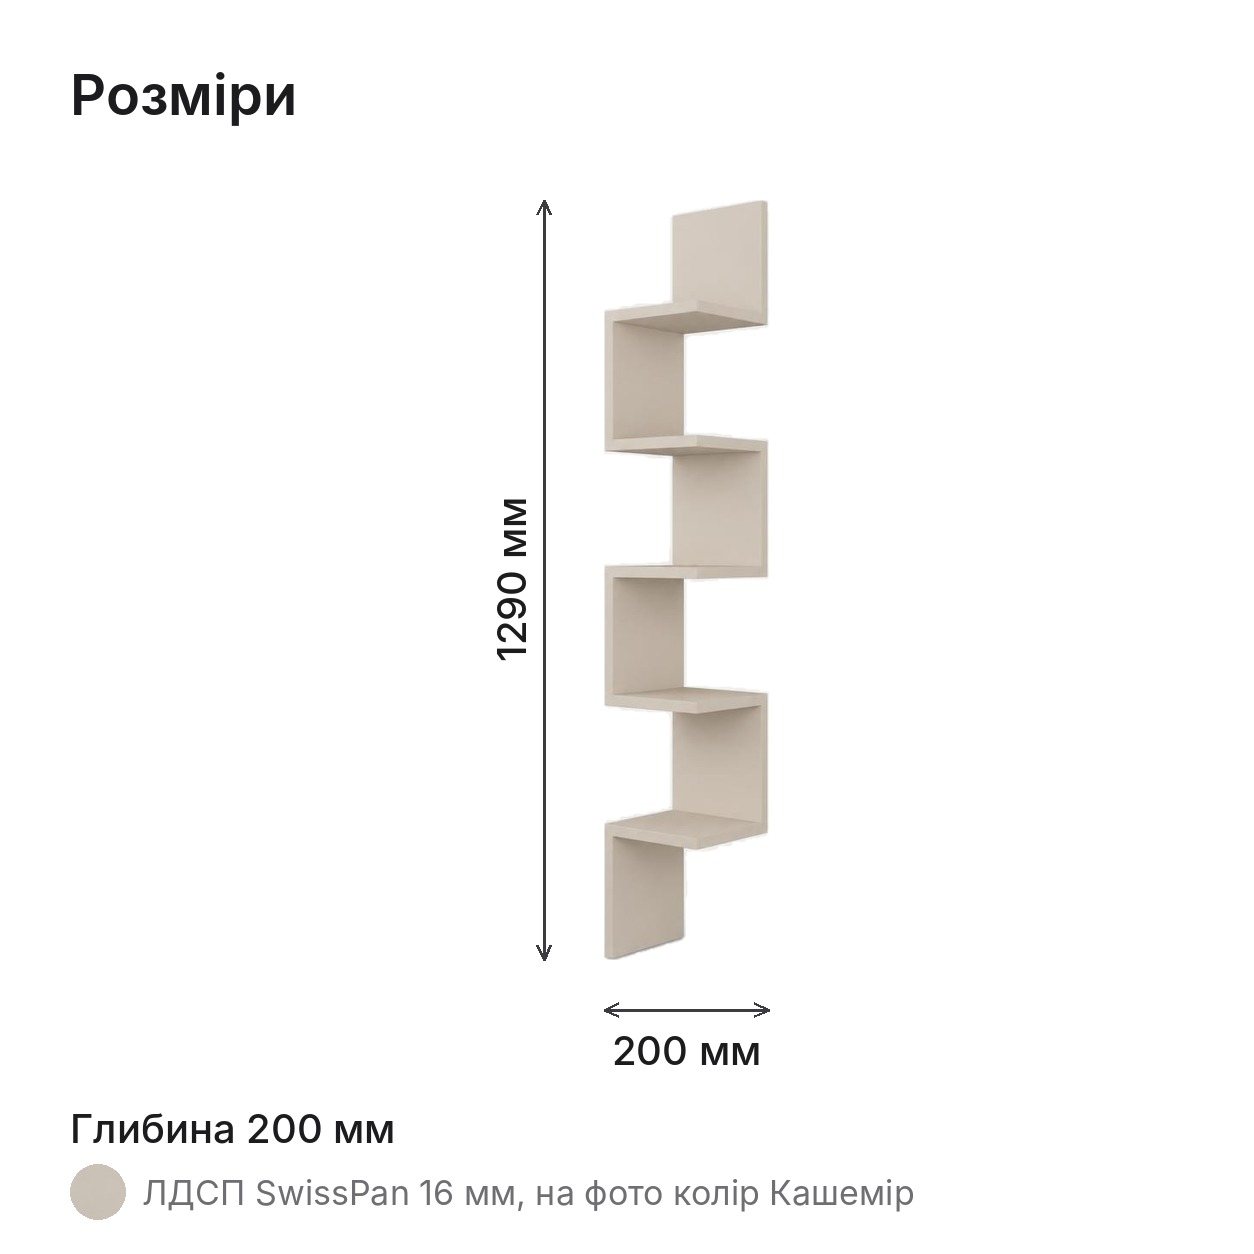 Розміри
1290 мм
200 мм
Глибина 200 мм
ЛДСП SwissPan 16 мм, на фото колір Кашемір